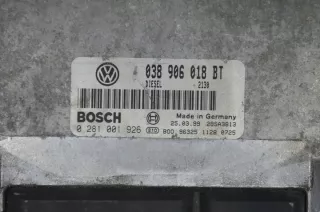 038 906 018 BT
DIESEL 2130
BOSCH
Made in Germany
25.03.99
0 281 001 926